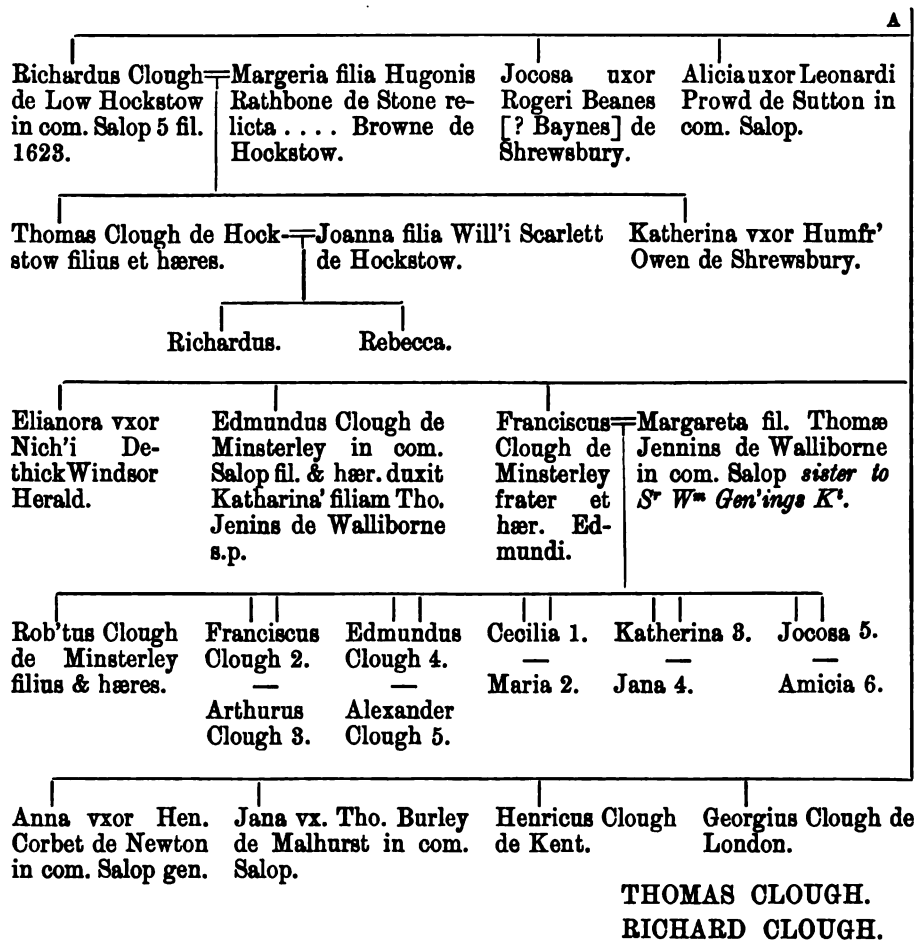 A
Richardus Clough
de Low Hockstow
in com. Salop 5 fil.
1623.
Margeria filia Hugonis
Rathbone de Stone re-
licta .... Browne de
Hockstow.
Jocosa uxor
Rogeri Beanes
[? Baynes] de
Shrewsbury.
Alicia uxor Leonardi
Prowd de Sutton in
com. Salop.
Thomas Clough de Hock-
stow filius et hæres.
Joanna filia Will'i Scarlett
de Hockstow.
Katherina vxor Humfr'
Owen de Shrewsbury.
Richardus.
Rebecca.
Elianora vxor
Nich'i De-
thick Windsor
Herald.
Edmundus Clough de
Minsterley in com.
Salop fil. & hær. duxit
Katharina' filiam Tho.
Jenins de Walliborne
s.p.
Franciscus
Clough de
Minsterley
frater et
hær. Ed-
mundi.
Margareta fil. Thomæ
Jennins de Walliborne
in com. Salop sister to
Sʳ Wᵐ Gen'ings Kᵗ.
Rob'tus Clough
de Minsterley
filius & hæres.
Franciscus
Clough 2.
—
Arthurus
Clough 3.
Edmundus
Clough 4.
—
Alexander
Clough 5.
Cecilia 1.
—
Maria 2.
Katherina 3.
—
Jana 4.
Jocosa 5.
—
Amicia 6.
Anna vxor Hen.
Corbet de Newton
in com. Salop gen.
Jana vx. Tho. Burley
de Malhurst in com.
Salop.
Henricus Clough
de Kent.
Georgius Clough de
London.
THOMAS CLOUGH.
RICHARD CLOUGH.